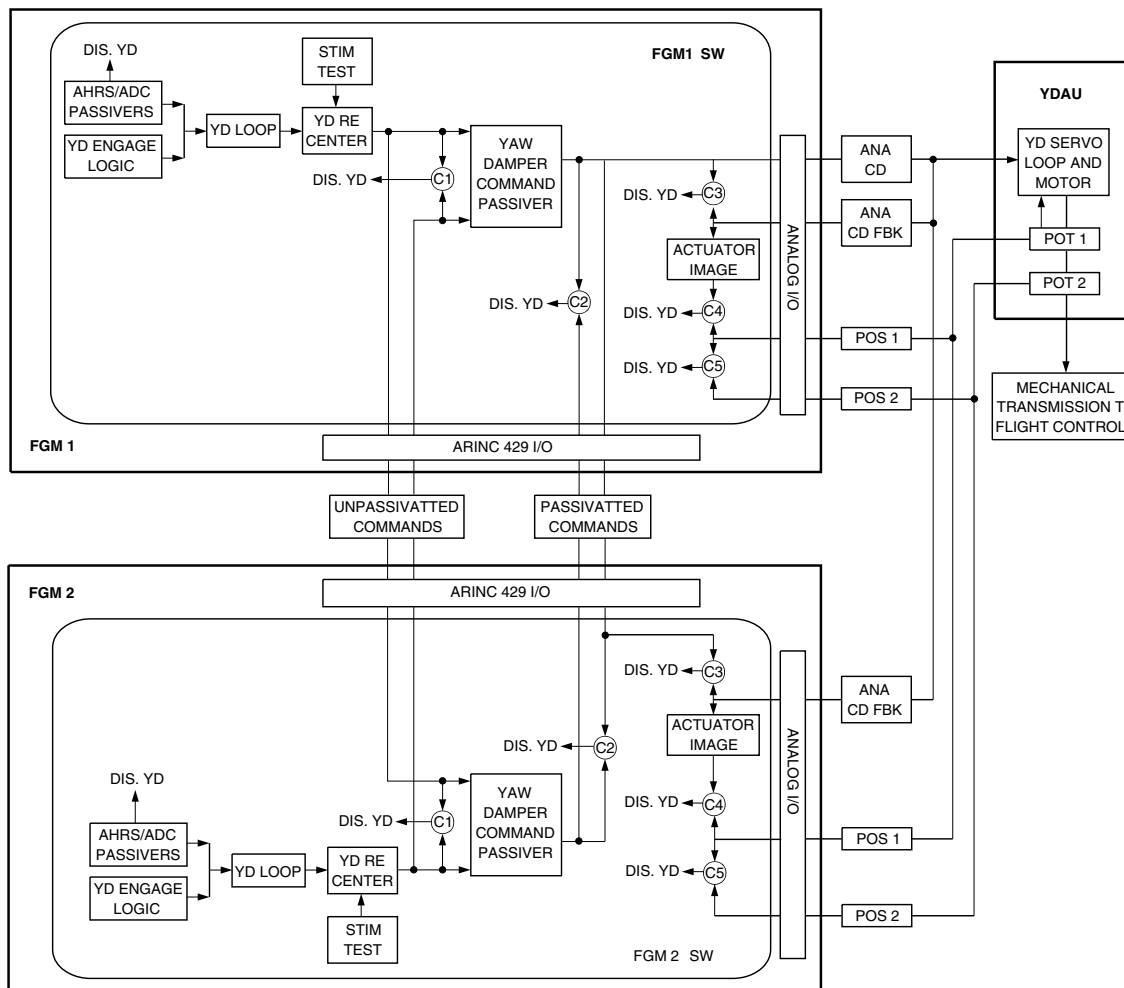 STIM
TEST
FGM1 SW
DIS. YD
AHRS/ADC
PASSIVERS
YD ENGAGE
LOGIC
YD LOOP
YD RE
CENTER
C1
DIS. YD
YAW
DAMPER
COMMAND
PASSIVER
C2
DIS. YD
C3
DIS. YD
ACTUATOR
IMAGE
C4
DIS. YD
C5
DIS. YD
ANALOG I/O
ANA
CD
ANA
CD FBK
POS 1
POS 2
YDAU
YD SERVO
LOOP AND
MOTOR
POT 1
POT 2
MECHANICAL
TRANSMISSION T
FLIGHT CONTROL
FGM 1
ARINC 429 I/O
UNPASSIVATTED
COMMANDS
PASSIVATTED
COMMANDS
FGM 2
ARINC 429 I/O
C3
DIS. YD
ACTUATOR
IMAGE
C2
DIS. YD
C4
DIS. YD
C5
DIS. YD
ANALOG I/O
ANA
CD FBK
POS 1
POS 2
DIS. YD
AHRS/ADC
PASSIVERS
YD ENGAGE
LOGIC
YD LOOP
YD RE
CENTER
STIM
TEST
C1
DIS. YD
YAW
DAMPER
COMMAND
PASSIVER
FGM 2 SW